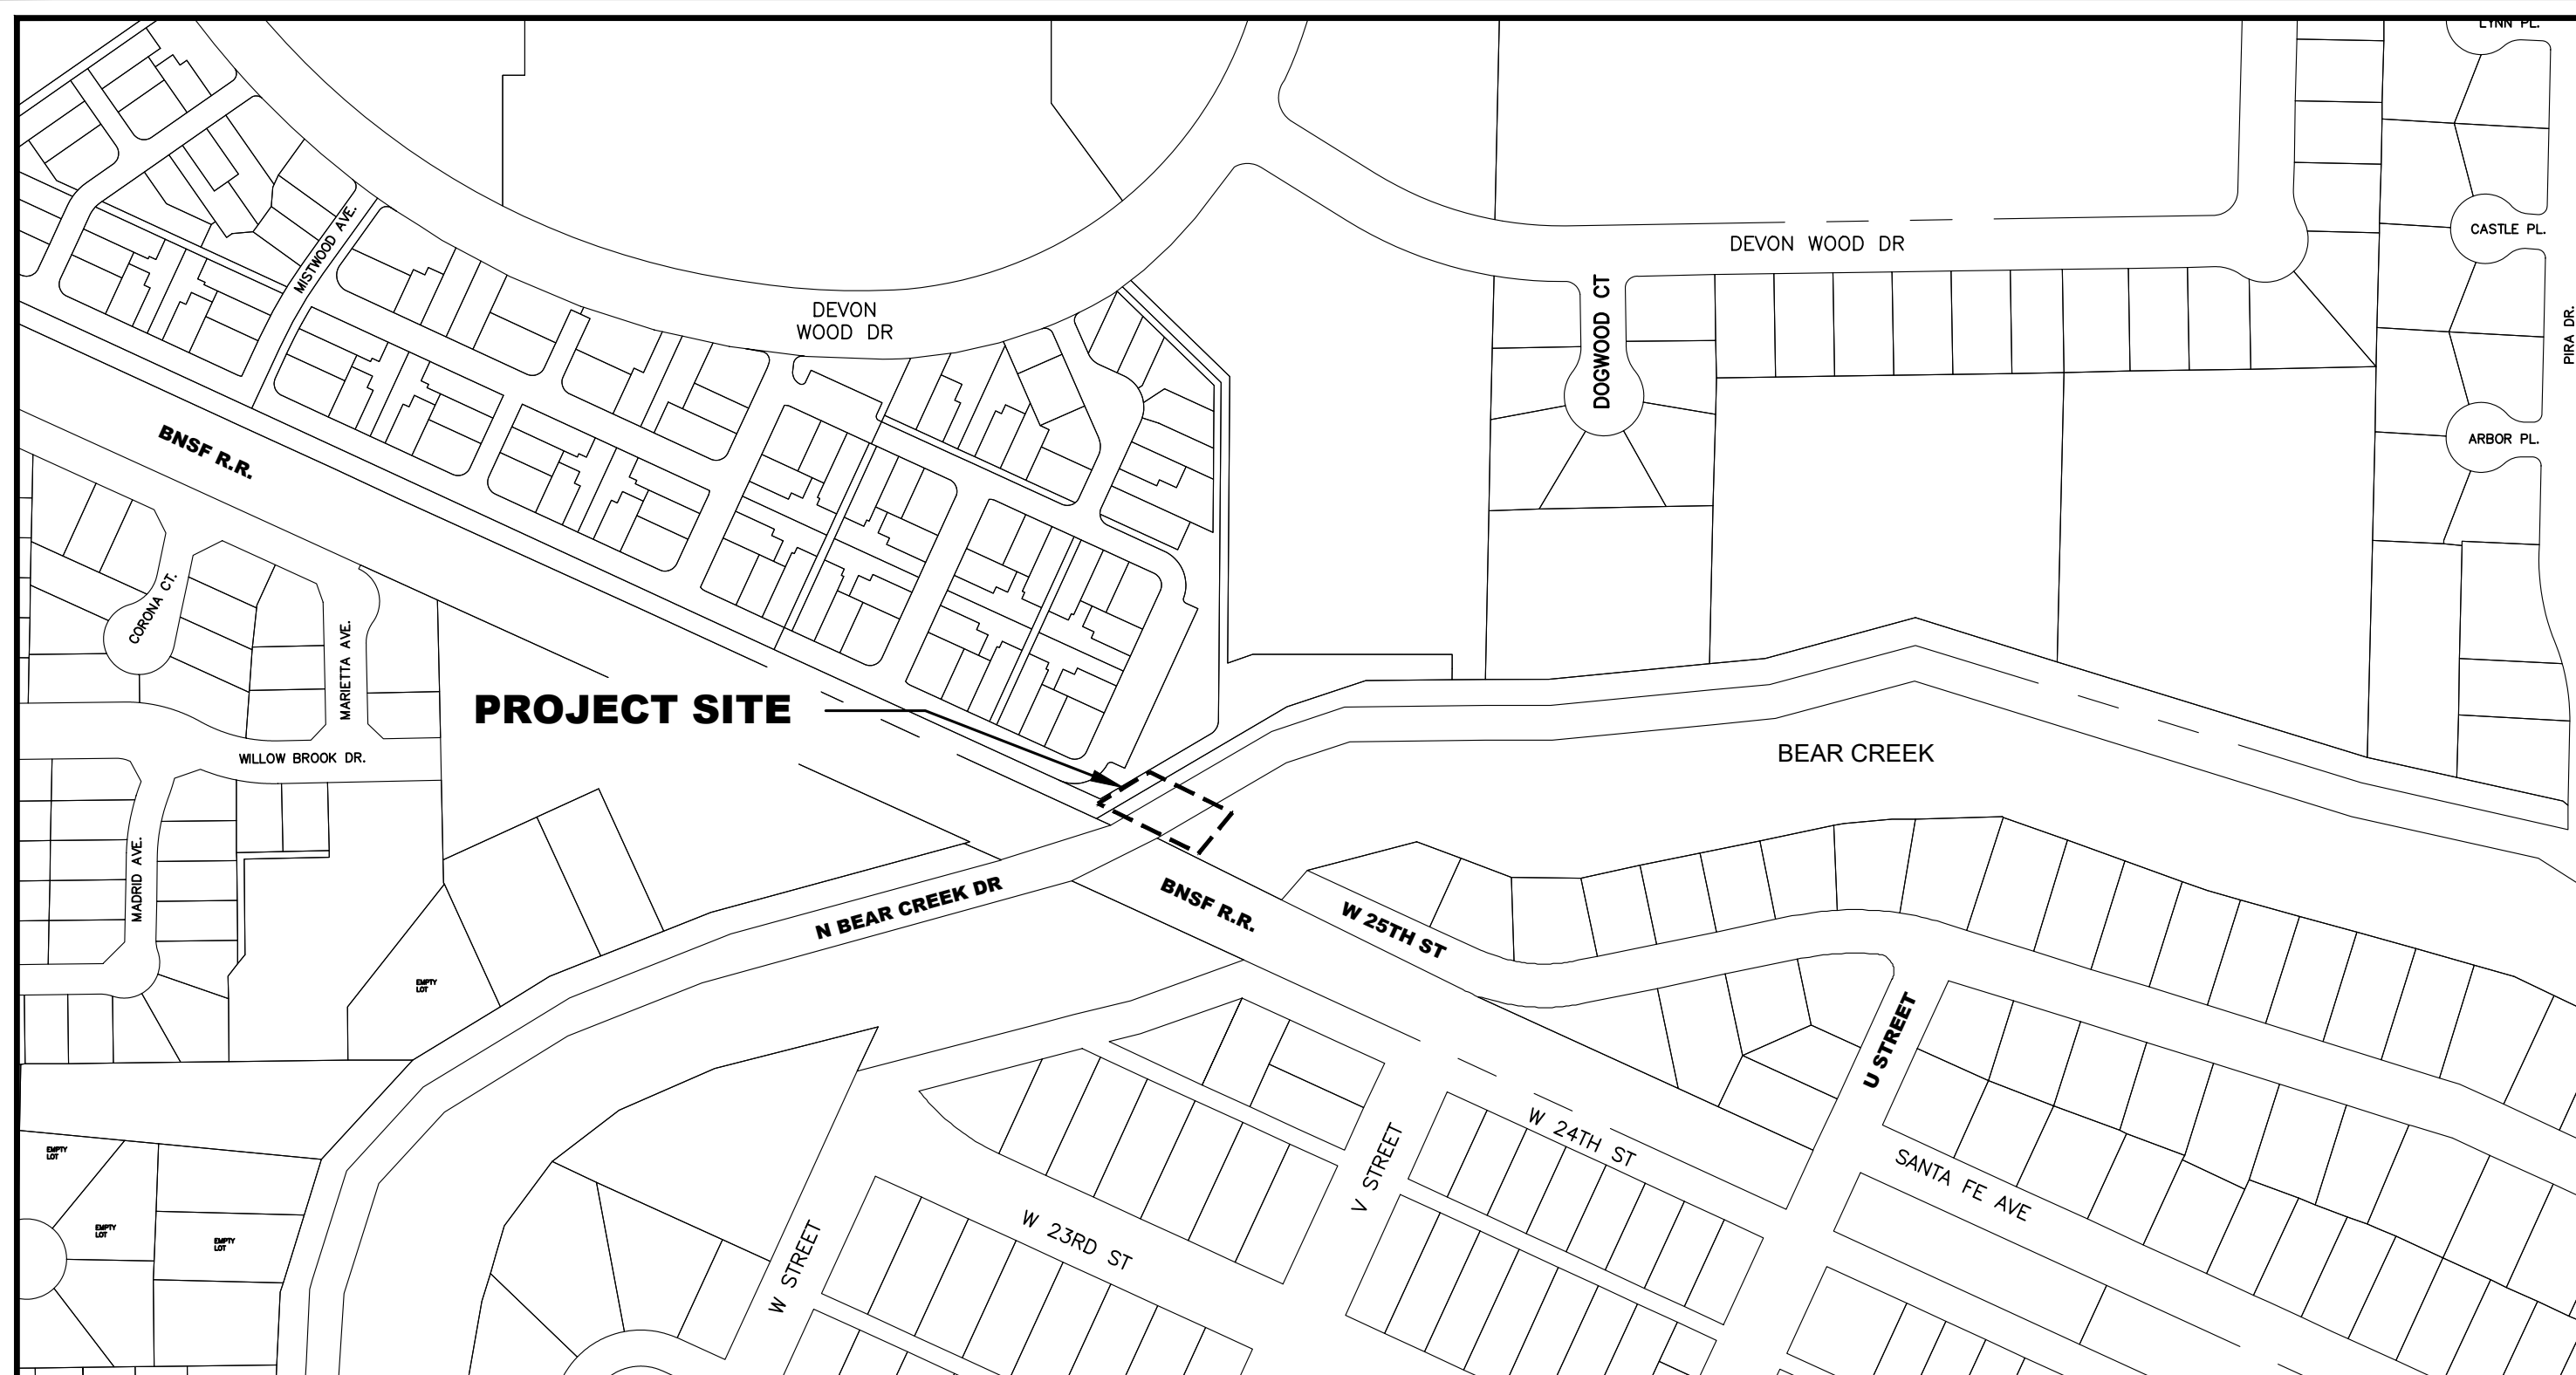 LYNN PL.
CASTLE PL.
MISTWOOD AVE.
DEVON WOOD DR
DEVON
WOOD DR
DOGWOOD CT
PIRA DR.
ARBOR PL.
BNSF R.R.
CORONA CT.
MARIETTA AVE.
PROJECT SITE
WILLOW BROOK DR.
BEAR CREEK
MADRID AVE.
N BEAR CREEK DR
BNSF R.R.
W 25TH ST
EMPTY
LOT
U STREET
W 24TH ST
EMPTY
LOT
V STREET
SANTA FE AVE
EMPTY
LOT
EMPTY
LOT
W STREET
W 23RD ST